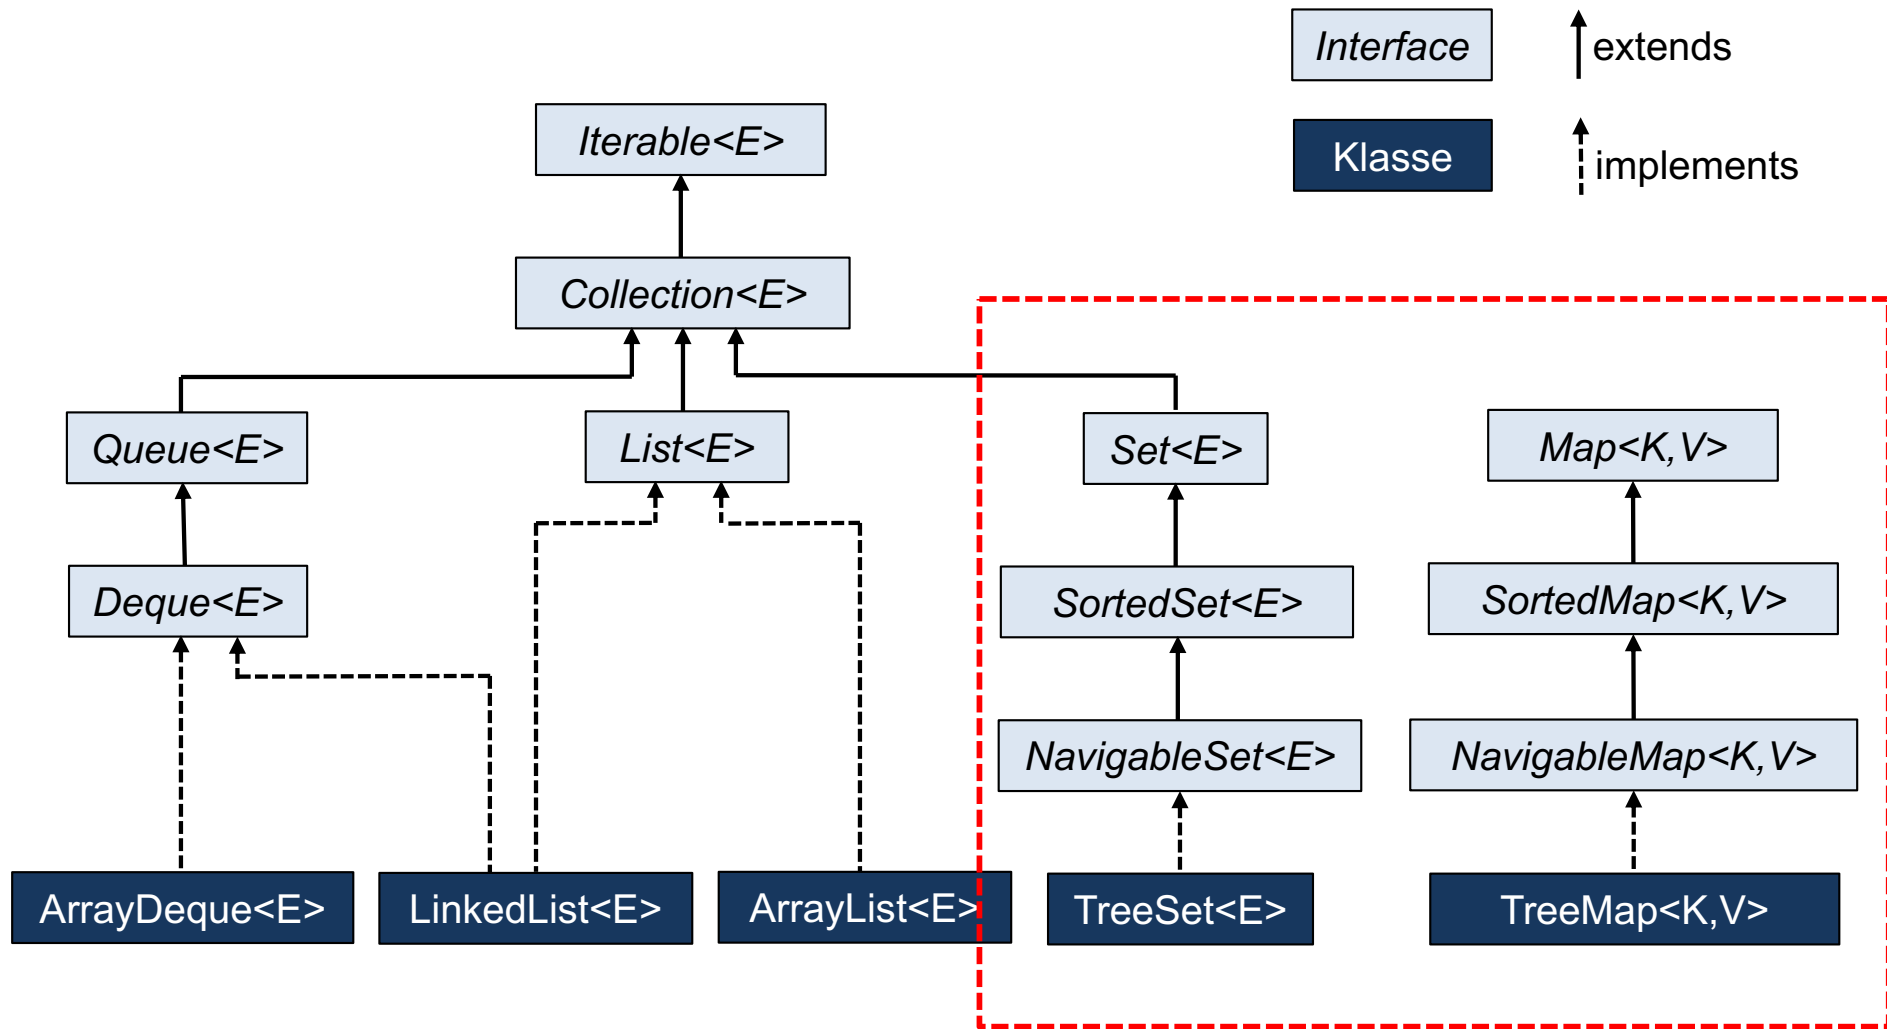 Interface
extends
Klasse
implements
Iterable<E>
Collection<E>
Queue<E>
List<E>
Set<E>
Map<K,V>
Deque<E>
SortedSet<E>
SortedMap<K,V>
NavigableSet<E>
NavigableMap<K,V>
ArrayDeque<E>
LinkedList<E>
ArrayList<E>
TreeSet<E>
TreeMap<K,V>